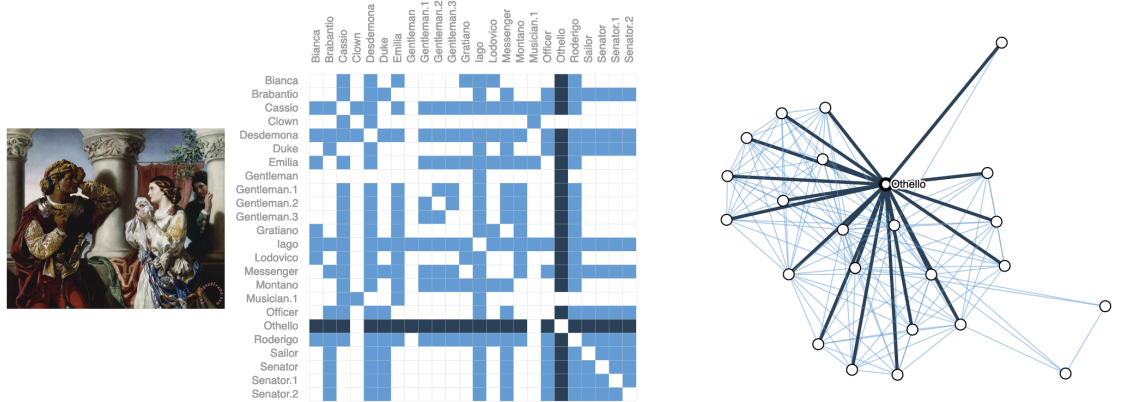 Bianca
Brabantio
Cassio
Clown
Desdemona
Duke
Emilia
Gentleman
Gentleman.1
Gentleman.2
Gentleman.3
Gratiano
Iago
Lodovico
Messenger
Montano
Musician.1
Officer
Othello
Roderigo
Sailor
Senator
Senator.1
Senator.2
Bianca
Brabantio
Cassio
Clown
Desdemona
Duke
Emilia
Gentleman
Gentleman.1
Gentleman.2
Gentleman.3
Gratiano
Iago
Lodovico
Messenger
Montano
Musician.1
Officer
Othello
Roderigo
Sailor
Senator
Senator.1
Senator.2
Othello